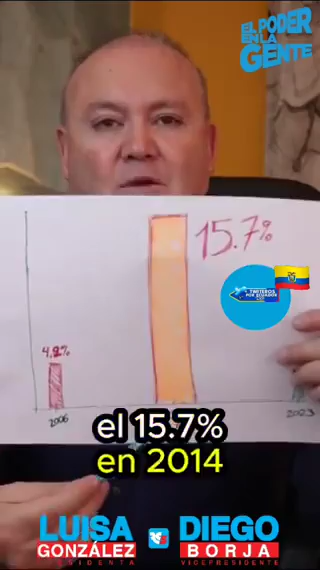 EL PODER
EN LA
GENTE
15.7%
TWITEROS
POR ECUADOR
4.2%
2006
2023
el 15.7%
en 2014
LUISA
GONZÁLEZ
PRESIDENTA
DIEGO
BORJA
VICEPRESIDENTE